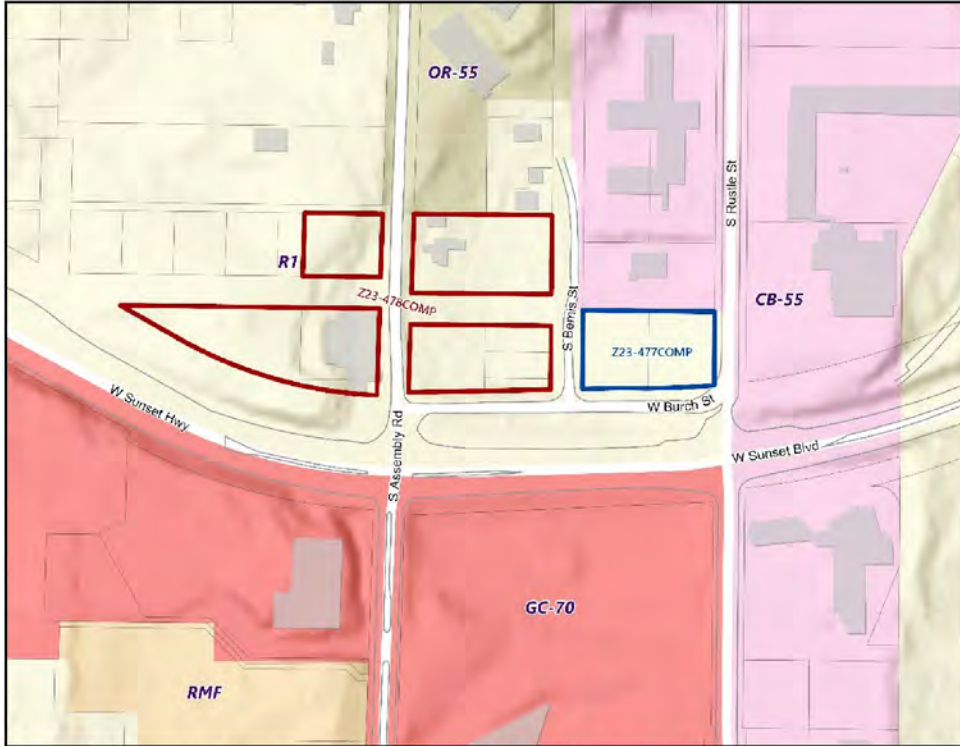 OR-55
S Rustle St
R1
Z23-478COMP
S Bemis St
CB-55
Z23-477COMP
W Burch St
W Sunset Hwy
S Assembly Rd
W Sunset Blvd
GC-70
RMF